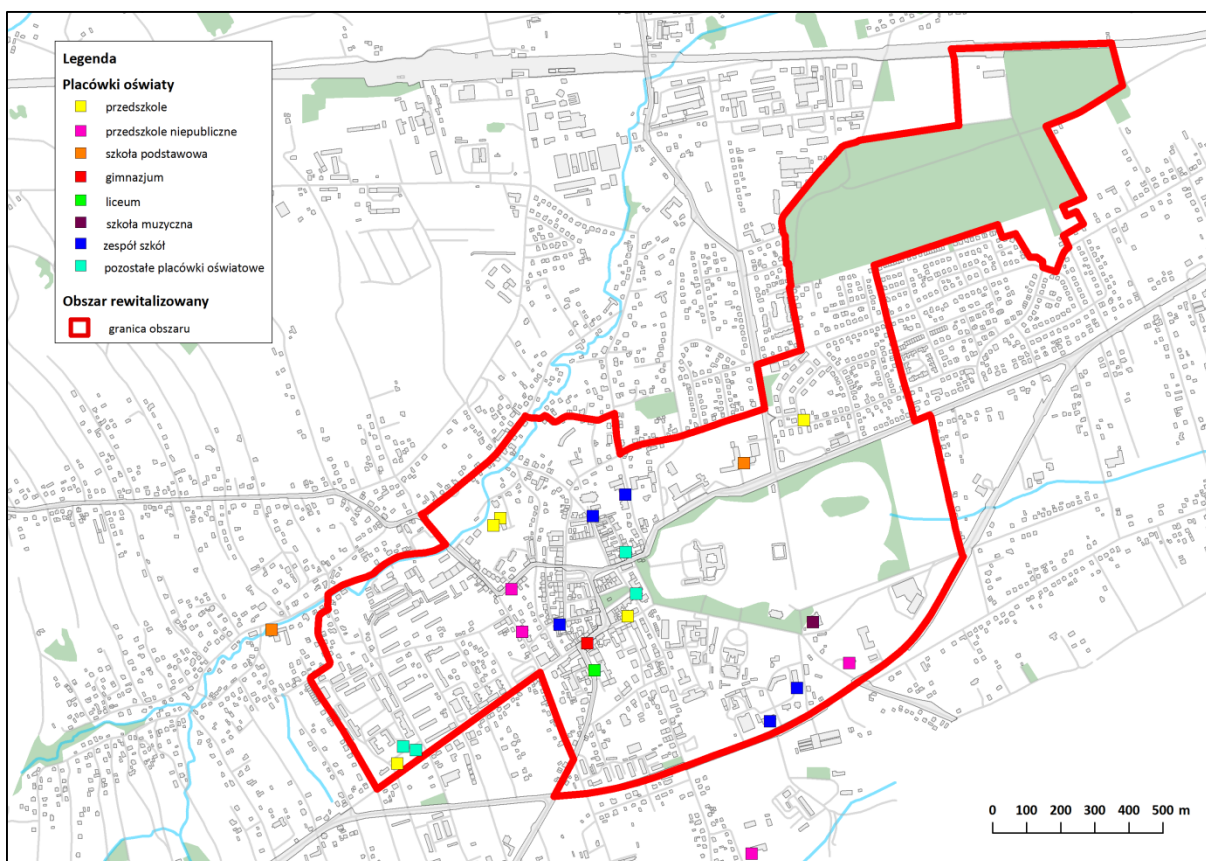 Legenda
Placówki oświaty
przedszkole
przedszkole niepubliczne
szkoła podstawowa
gimnazjum
liceum
szkoła muzyczna
zespół szkół
pozostałe placówki oświatowe
Obszar rewitalizowany
granica obszaru
0 100 200 300 400 500 m